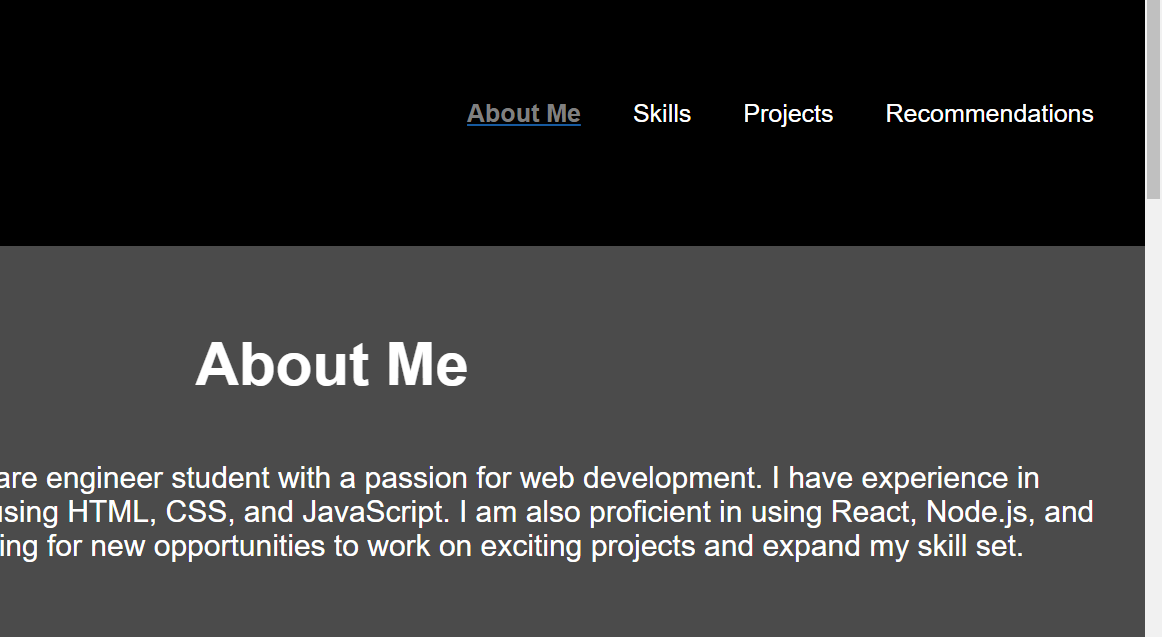 About Me Skills Projects Recommendations
About Me
are engineer student with a passion for web development. I have experience in
using HTML, CSS, and JavaScript. I am also proficient in using React, Node.js, and
ing for new opportunities to work on exciting projects and expand my skill set.